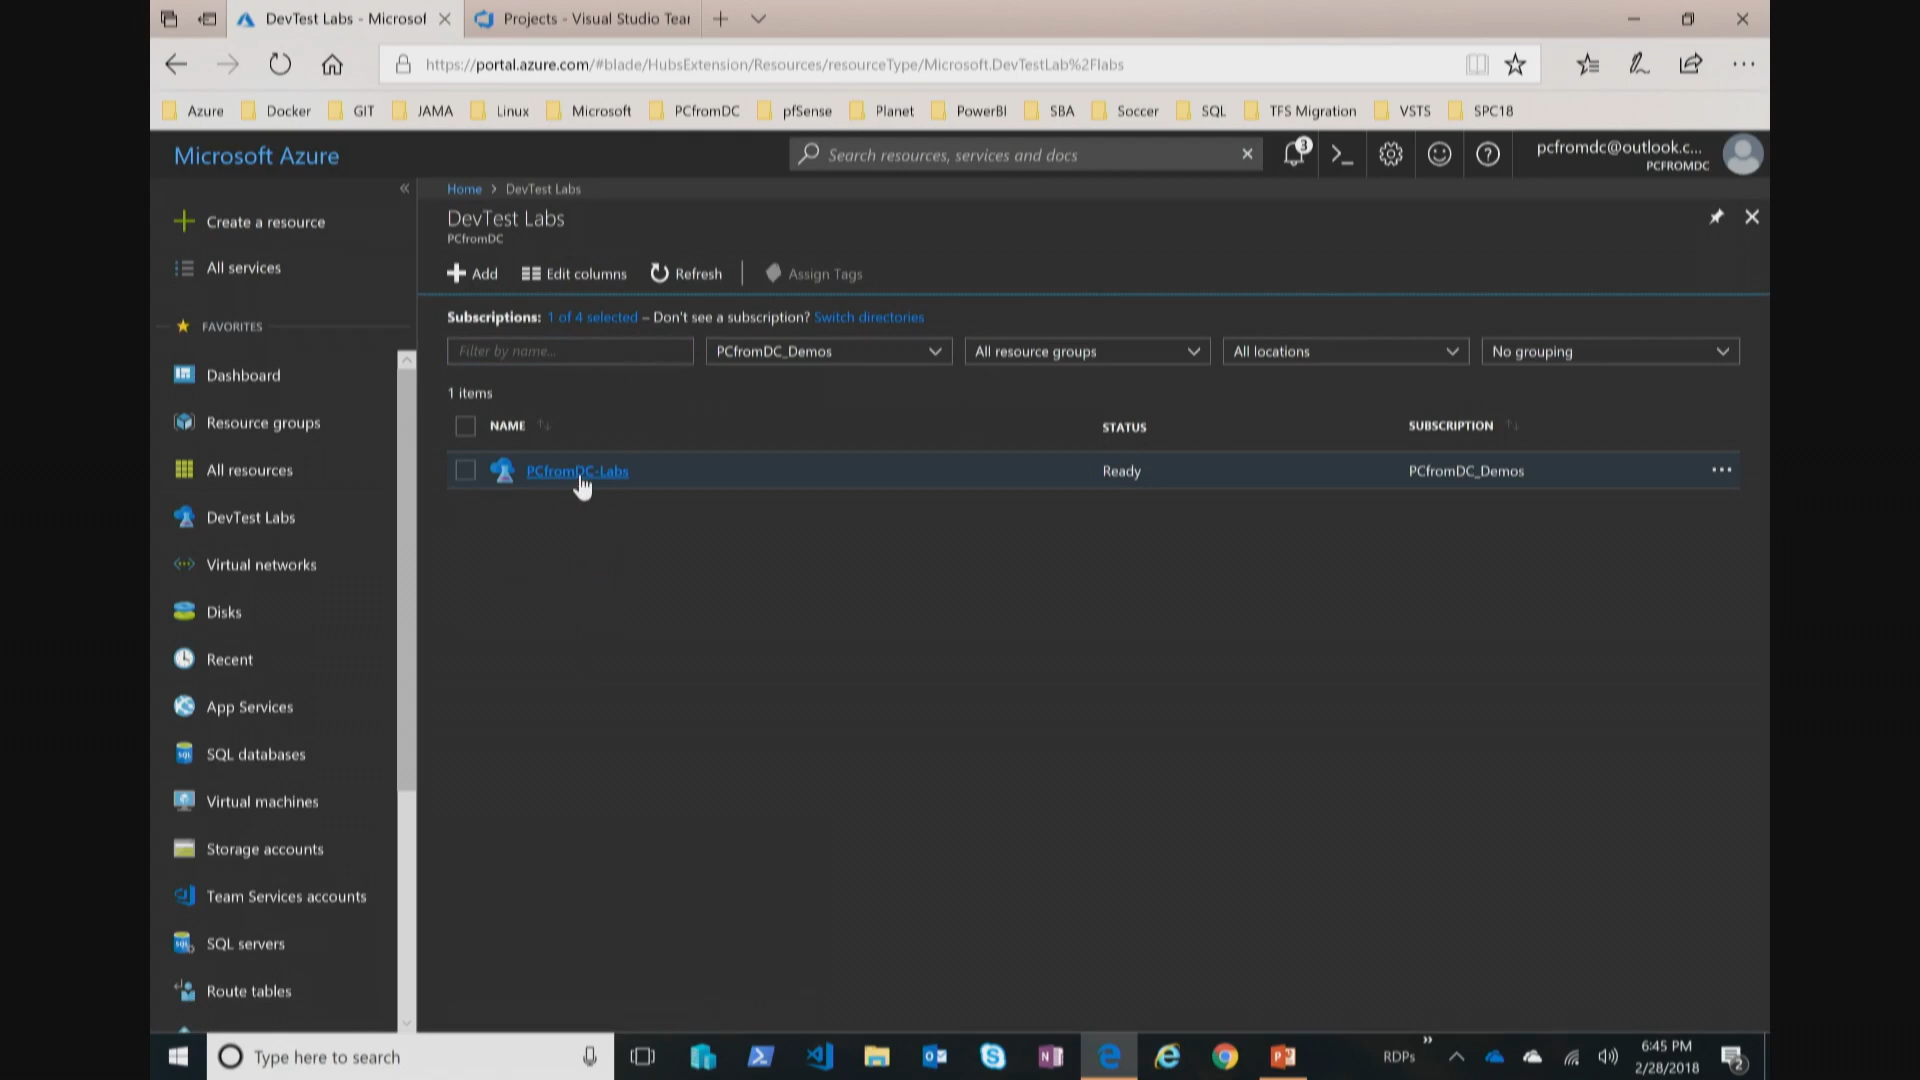 DevTest Labs - Microsof
Projects - Visual Studio Tear
https://portal.azure.com/#blade/HubsExtension/Resources/resourceType/Microsoft.DevTestLab%2Flabs
Azure
Docker
GIT
JAMA
Linux
Microsoft
PCfromDC
pfSense
Planet
PowerBI
SBA
Soccer
SQL
TFS Migration
VSTS
SPC18
Microsoft Azure
Search resources, services and docs
3
pcfromdc@outlook.c...
PCFROMDC
Home > DevTest Labs
Create a resource
All services
FAVORITES
Dashboard
Resource groups
All resources
DevTest Labs
Virtual networks
Disks
Recent
App Services
SQL databases
Virtual machines
Storage accounts
Team Services accounts
SQL servers
Route tables
DevTest Labs
PCfromDC
Add
Edit columns
Refresh
Assign Tags
Subscriptions: 1 of 4 selected – Don't see a subscription? Switch directories
Filter by name...
PCfromDC_Demos
All resource groups
All locations
No grouping
1 items
NAME
STATUS
SUBSCRIPTION
PCfromDC-Labs
Ready
PCfromDC_Demos
Type here to search
RDPs
6:45 PM
2/28/2018
2